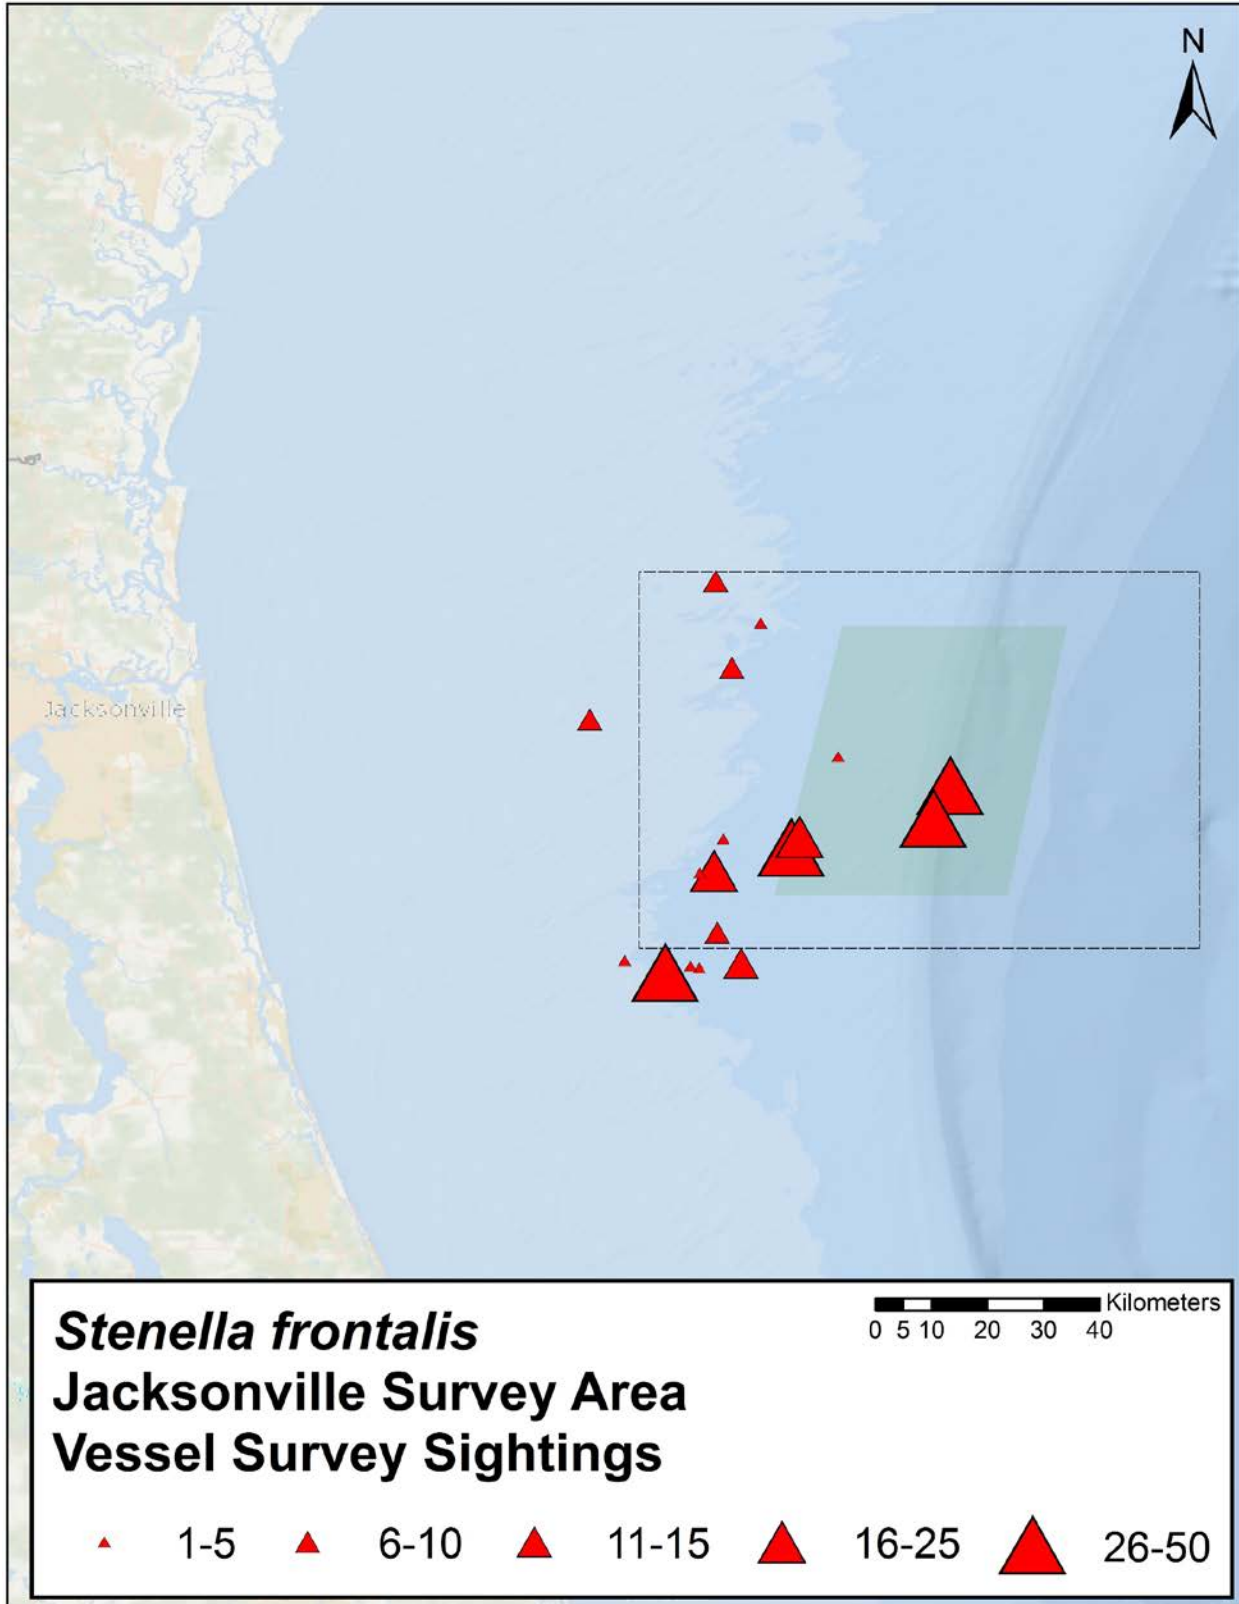 N
Jacksonville
Stenella frontalis
Jacksonville Survey Area
Vessel Survey Sightings
Kilometers
0 5 10 20 30 40
1-5 6-10 11-15 16-25 26-50